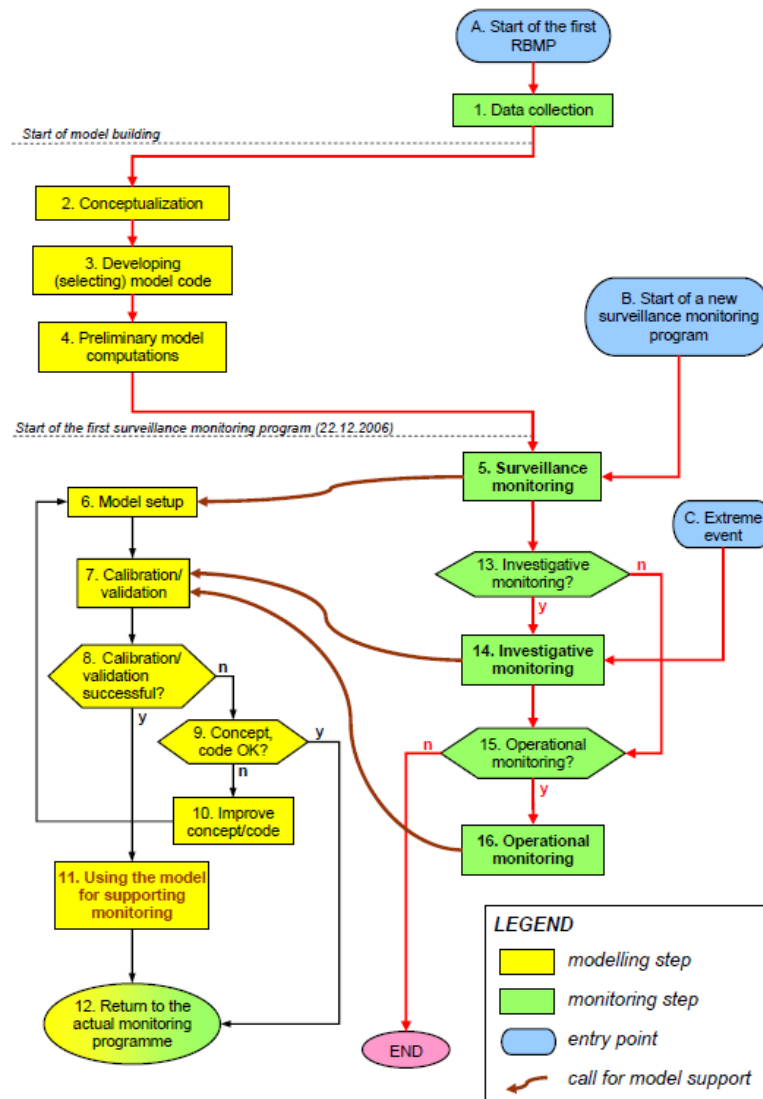 A. Start of the first
RBMP
1. Data collection
Start of model building
2. Conceptualization
3. Developing
(selecting) model code
B. Start of a new
surveillance monitoring
program
4. Preliminary model
computations
Start of the first surveillance monitoring program (22.12.2006)
5. Surveillance
monitoring
6. Model setup
C. Extreme
event
13. Investigative
monitoring?
n
y
7. Calibration/
validation
14. Investigative
monitoring
8. Calibration/
validation
successful?
n
y
9. Concept,
code OK?
y
n
15. Operational
monitoring?
n
y
10. Improve
concept/code
16. Operational
monitoring
11. Using the model
for supporting
monitoring
12. Return to the
actual monitoring
programme
END
LEGEND
modelling step
monitoring step
entry point
call for model support